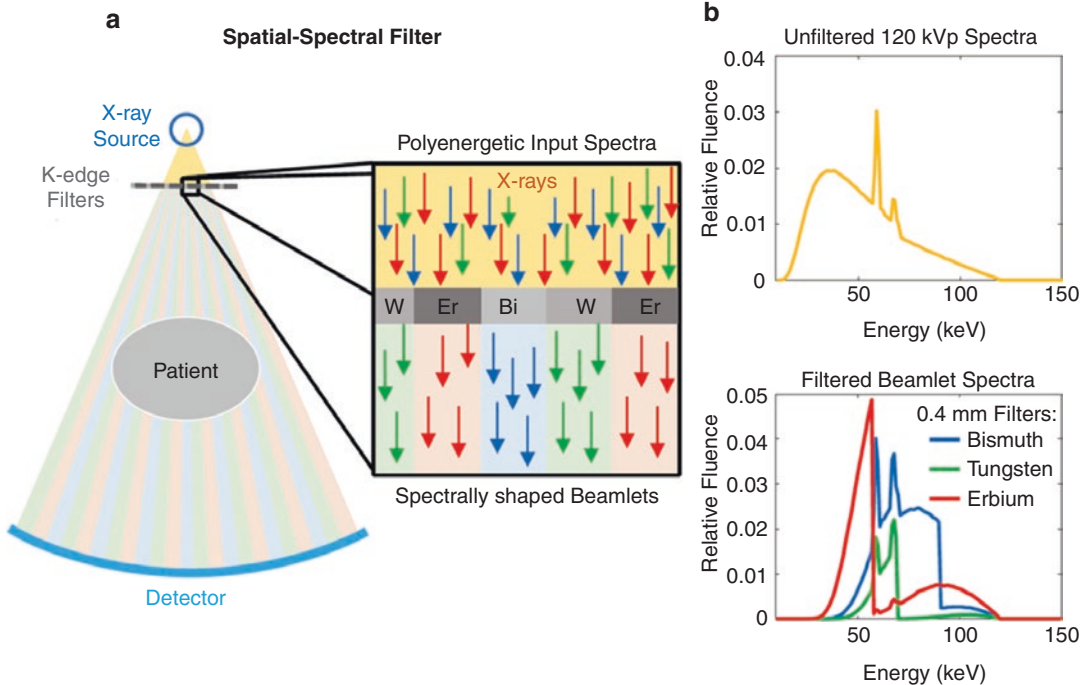 a
Spatial-Spectral Filter
X-ray
Source
K-edge
Filters
Patient
Detector
Polyenergetic Input Spectra
X-rays
W Er Bi W Er
Spectrally shaped Beamlets
b
Unfiltered 120 kVp Spectra
Relative Fluence
0.04
0.03
0.02
0.01
0
50 100 150
Energy (keV)
Filtered Beamlet Spectra
Relative Fluence
0.05
0.04
0.03
0.02
0.01
0
0.4 mm Filters:
Bismuth
Tungsten
Erbium
50 100 150
Energy (keV)